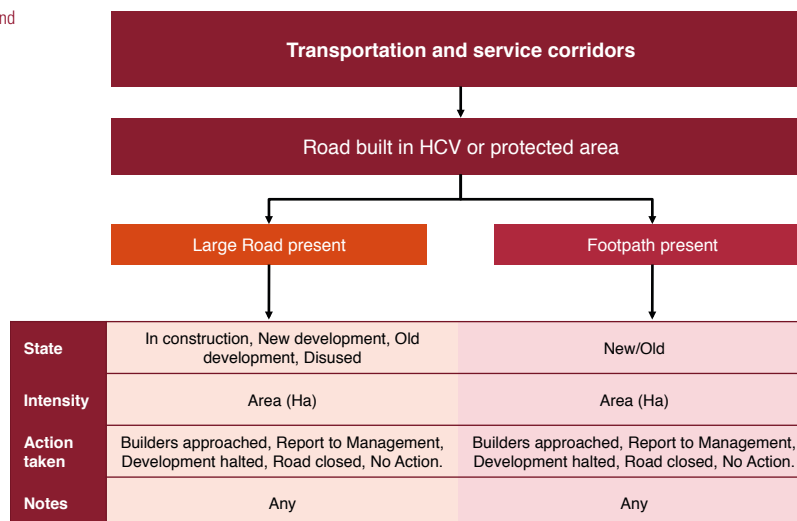 nd
Transportation and service corridors
Road built in HCV or protected area
Large Road present
Footpath present
State
In construction, New development, Old
development, Disused
New/Old
Intensity
Area (Ha)
Area (Ha)
Action
taken
Builders approached, Report to Management,
Development halted, Road closed, No Action.
Builders approached, Report to Management,
Development halted, Road closed, No Action.
Notes
Any
Any